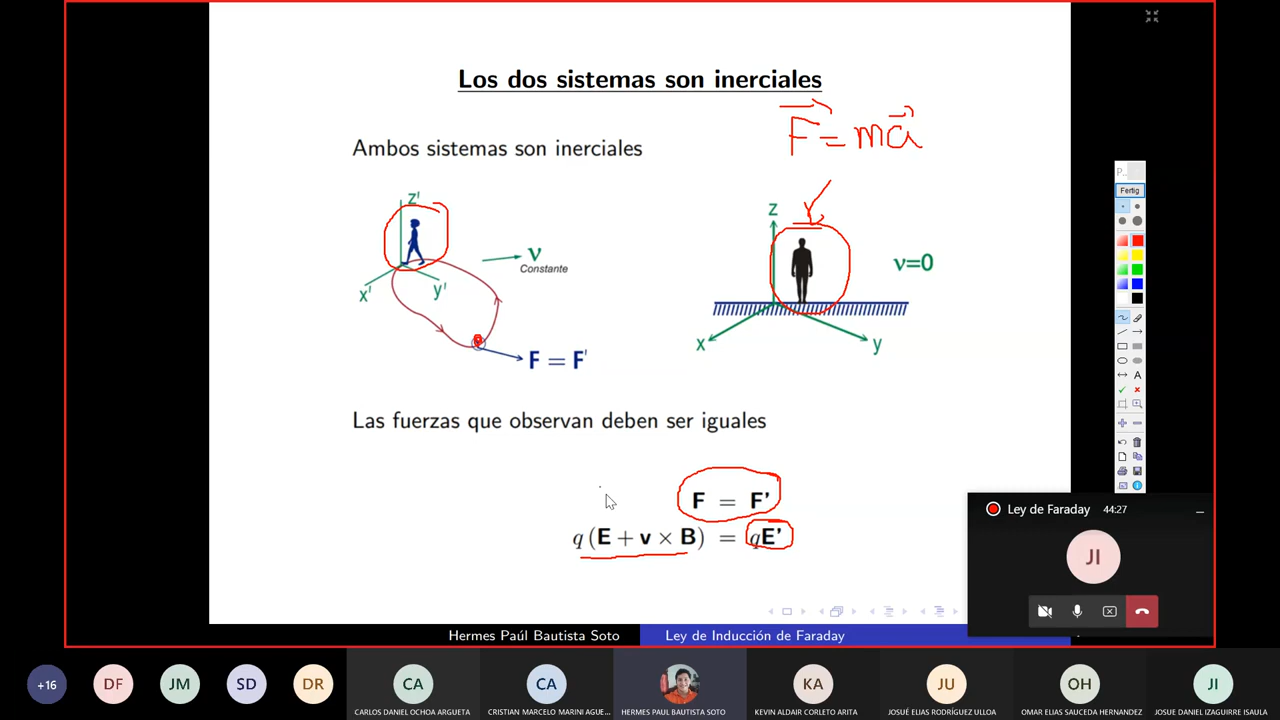 Los dos sistemas son inerciales
F = ma
Ambos sistemas son inerciales
z'
x'
y'
v
Constante
F = F'
z
x
y
v=0
Las fuerzas que observan deben ser iguales
F = F'
q (E + v × B) = qE'
P..
Fertig
A
Ley de Faraday 44:27
JI
Hermes Paúl Bautista Soto Ley de Inducción de Faraday
+16 DF JM SD DR CA CA KA JU OH JI
CARLOS DANIEL OCHOA ARGUETA
CRISTIAN MARCELO MARINI AGUE...
HERMES PAUL BAUTISTA SOTO
KEVIN ALDAIR CORLETO ARITA
JOSUÉ ELIAS RODRÍGUEZ ULLOA
OMAR ELIAS SAUCEDA HERNANDEZ
JOSUE DANIEL IZAGUIRRE ISAULA